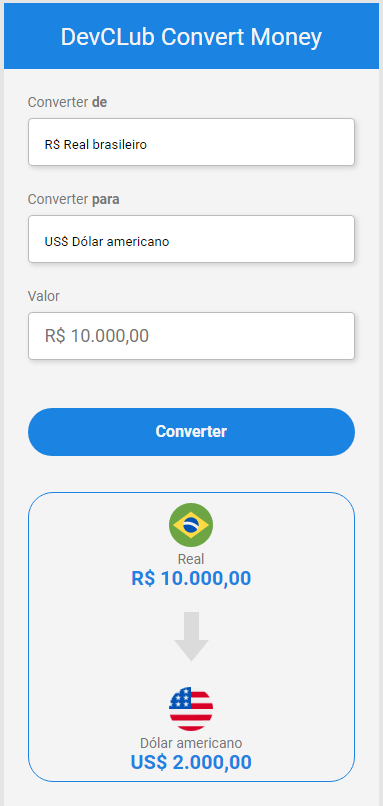 DevCLub Convert Money
Converter de
R$ Real brasileiro
Converter para
US$ Dólar americano
Valor
R$ 10.000,00
Converter
Real
R$ 10.000,00
Dólar americano
US$ 2.000,00